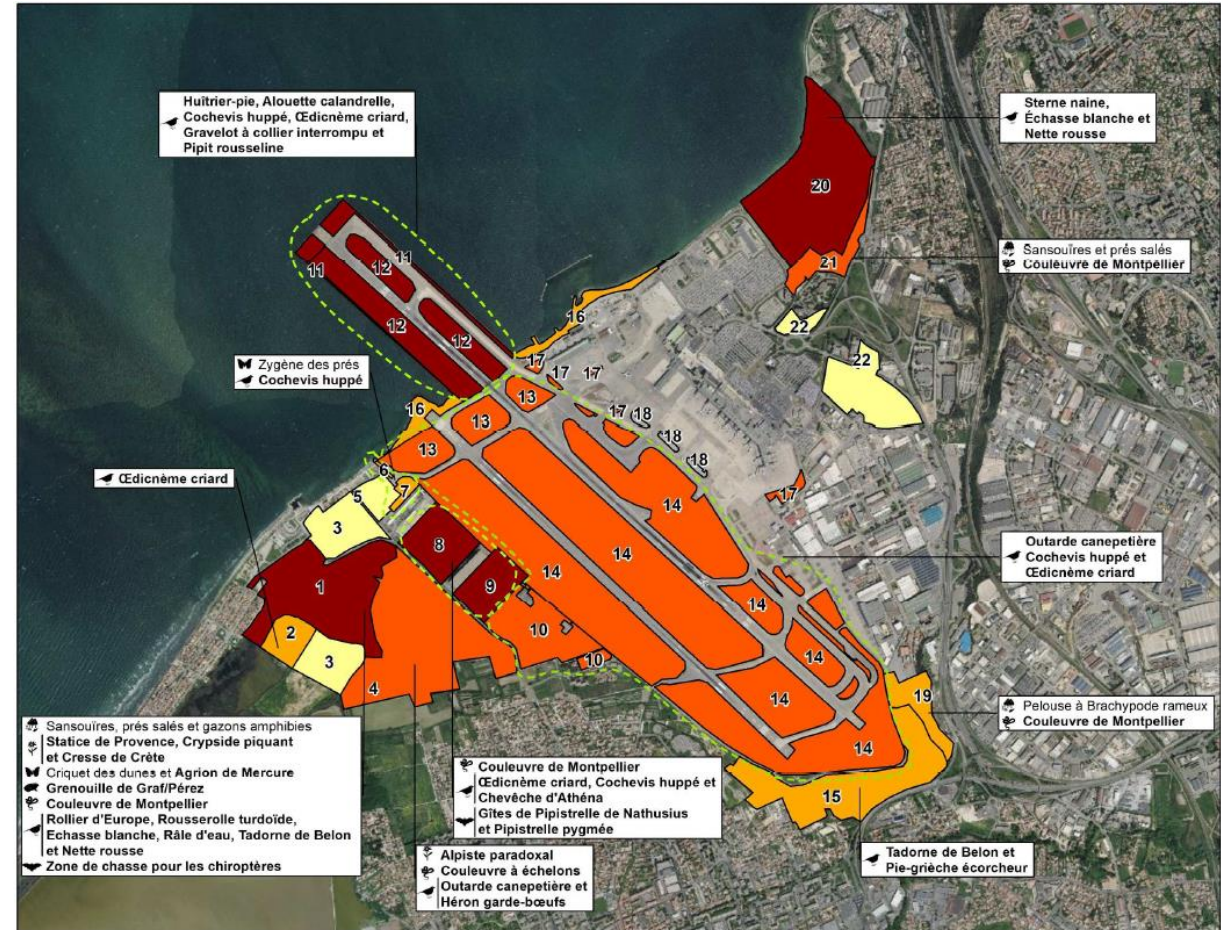 Huîtrier-pie, Alouette calandrelle,
Cochevis huppé, Œdicnème criard,
Gravelot à collier interrompu et
Pipit rousseline
Sterne naine,
Échasse blanche et
Nette rousse
20
11
11
12
12
12
Sansouïres et prés salés
Couleuvre de Montpellier
21
22
22
16
17
17
17
17
18
18
18
17
Zygène des prés
Cochevis huppé
16
13
13
13
6
7
5
3
Œdicnème criard
14
14
14
14
14
14
14
8
9
1
2
3
4
10
10
Outarde canepetière
Cochevis huppé et
Œdicnème criard
19
15
Pelouse à Brachypode rameux
Couleuvre de Montpellier
Sansouïres, prés salés et gazons amphibies
Statice de Provence, Crypside piquant
et Cresse de Crète
Criquet des dunes et Agrion de Mercure
Grenouille de Graf/Pérez
Couleuvre de Montpellier
Rollier d'Europe, Rousserolle turdoïde,
Echasse blanche, Râle d'eau, Tadorne de Belon
et Nette rousse
Zone de chasse pour les chiroptères
Couleuvre de Montpellier
Œdicnème criard, Cochevis huppé et
Chevêche d'Athéna
Gîtes de Pipistrelle de Nathusius
et Pipistrelle pygmée
Alpiste paradoxal
Couleuvre à échelons
Outarde canepetière et
Héron garde-bœufs
Tadorne de Belon et
Pie-grièche écorcheur